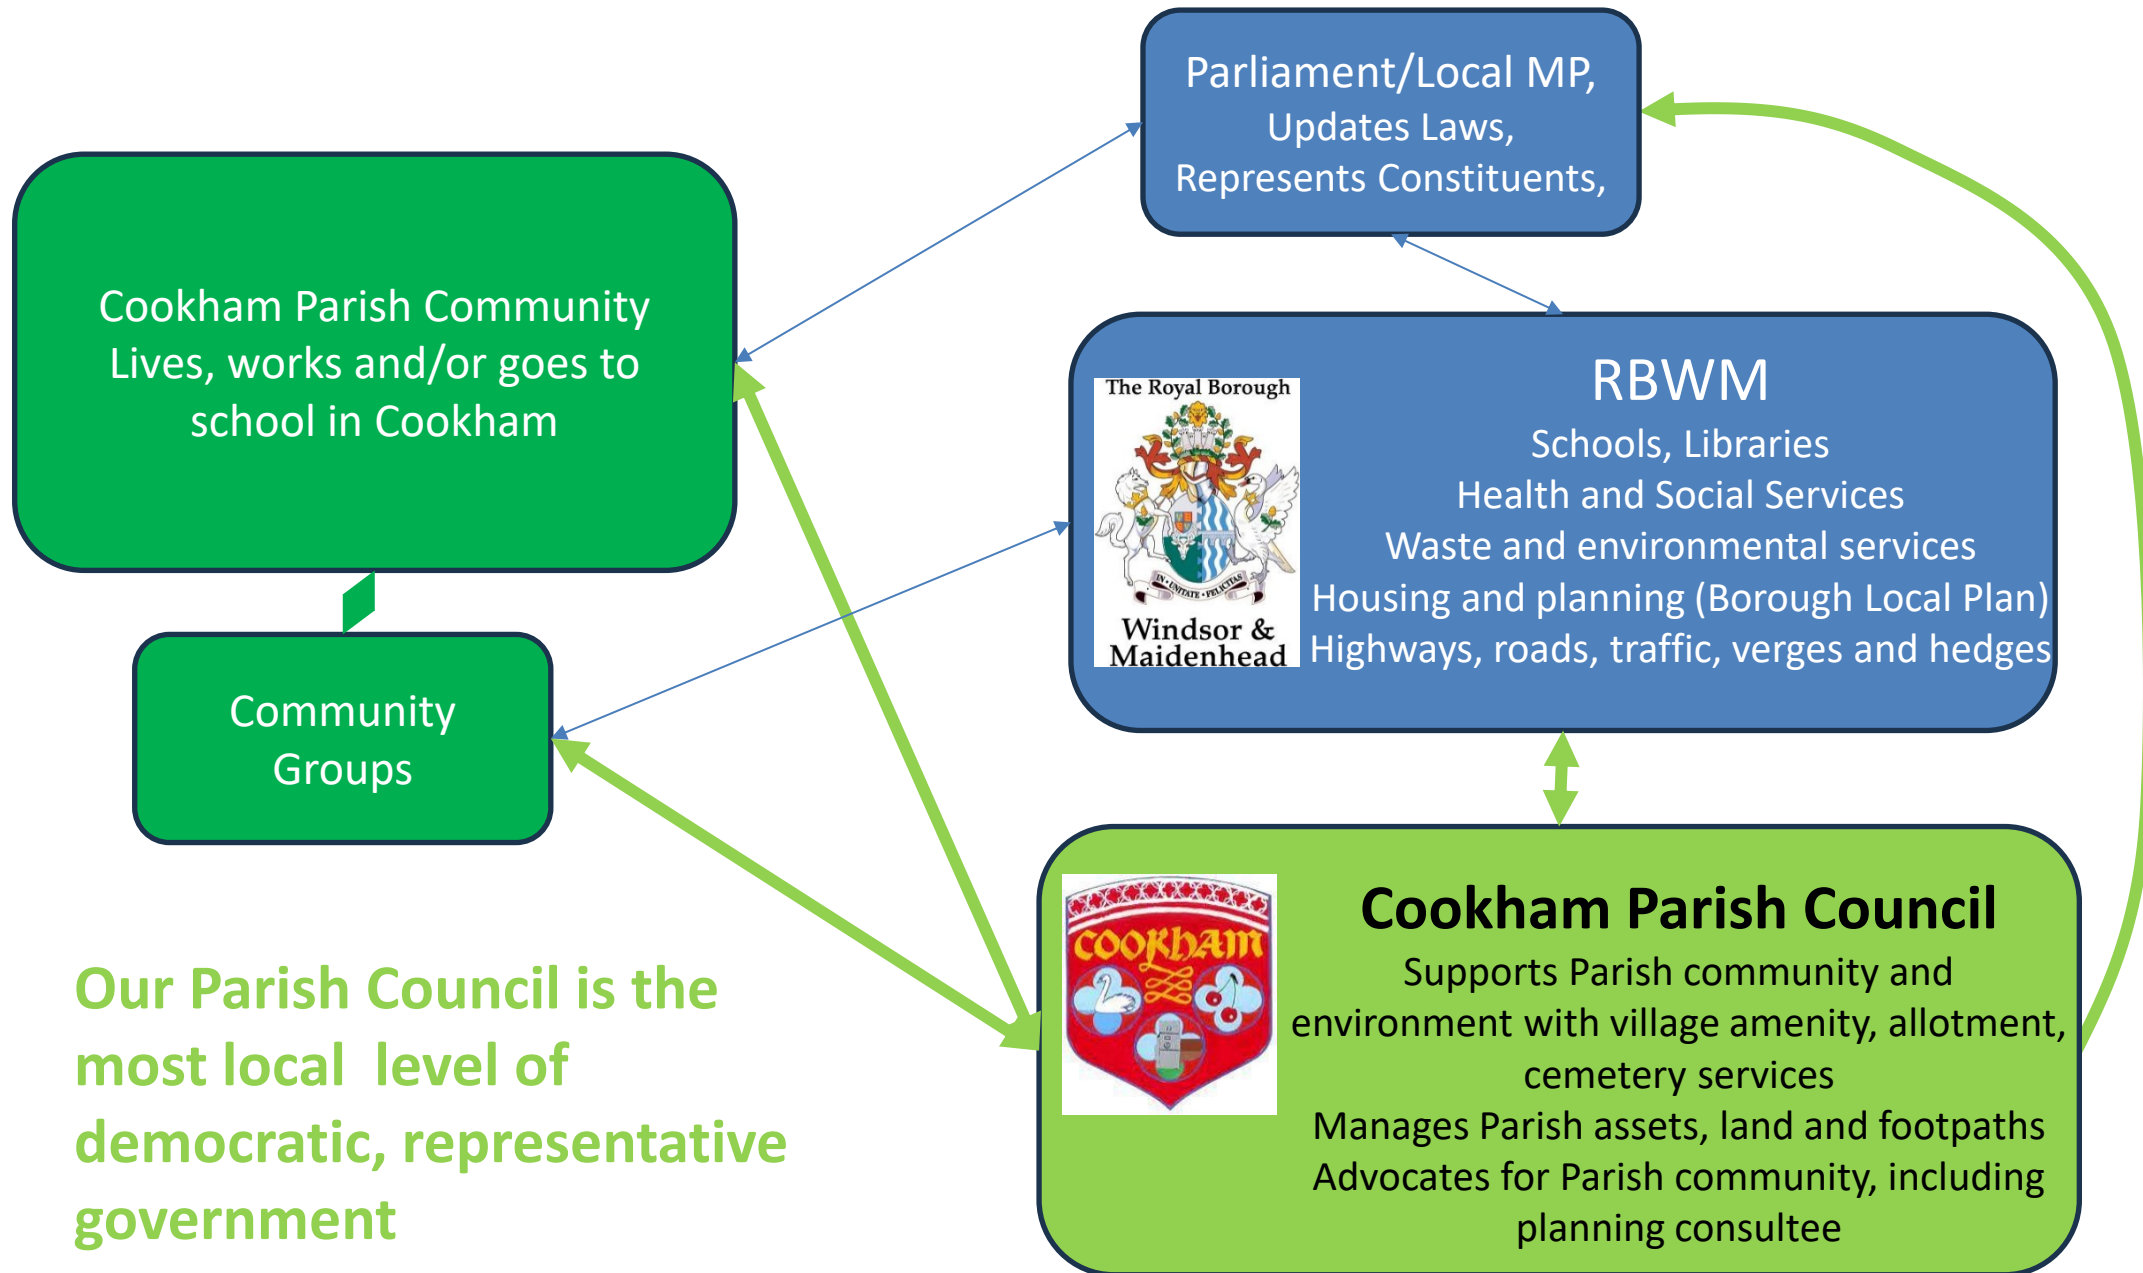 Parliament/Local MP,
Updates Laws,
Represents Constituents,
Cookham Parish Community
Lives, works and/or goes to
school in Cookham
The Royal Borough
IN · UNITATE · FELICITAS
Windsor &
Maidenhead
RBWM
Schools, Libraries
Health and Social Services
Waste and environmental services
Housing and planning (Borough Local Plan)
Highways, roads, traffic, verges and hedges
Community
Groups
COOKHAM
Cookham Parish Council
Supports Parish community and
environment with village amenity, allotment,
cemetery services
Manages Parish assets, land and footpaths
Advocates for Parish community, including
planning consultee
Our Parish Council is the
most local level of
democratic, representative
government